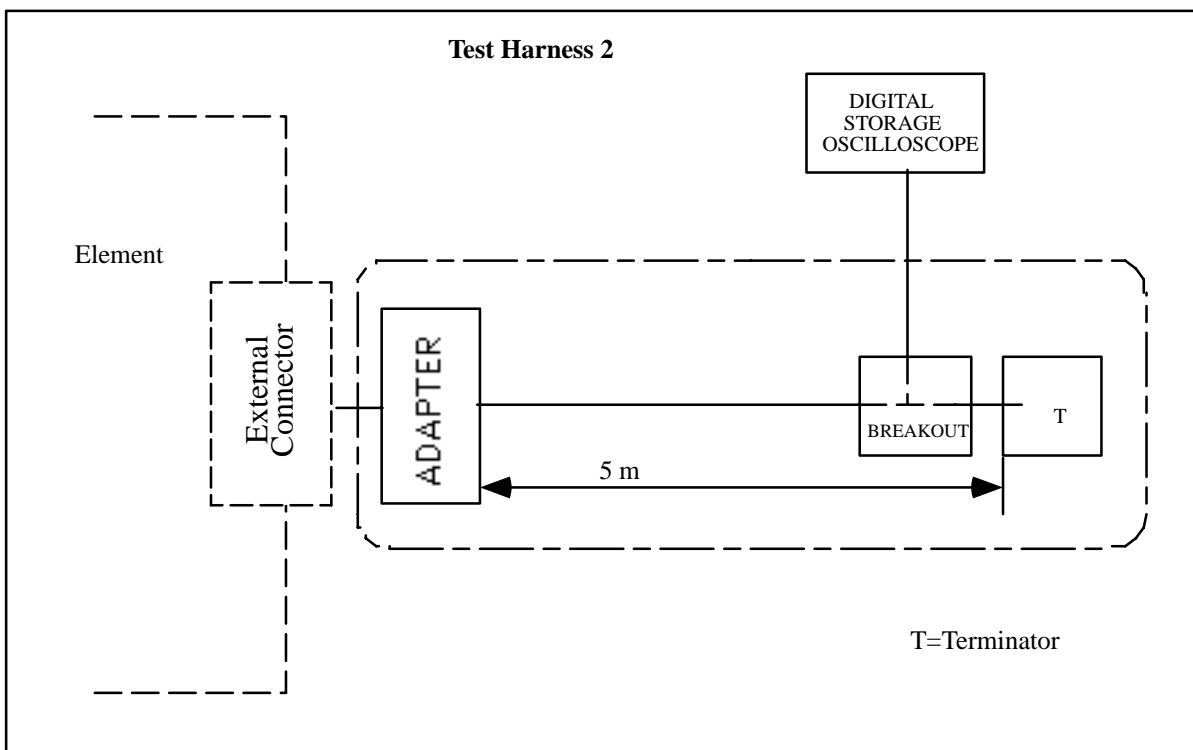 Test Harness 2
DIGITAL
STORAGE
OSCILLOSCOPE
Element
External
Connector
ADAPTER
BREAKOUT
T
5 m
T=Terminator